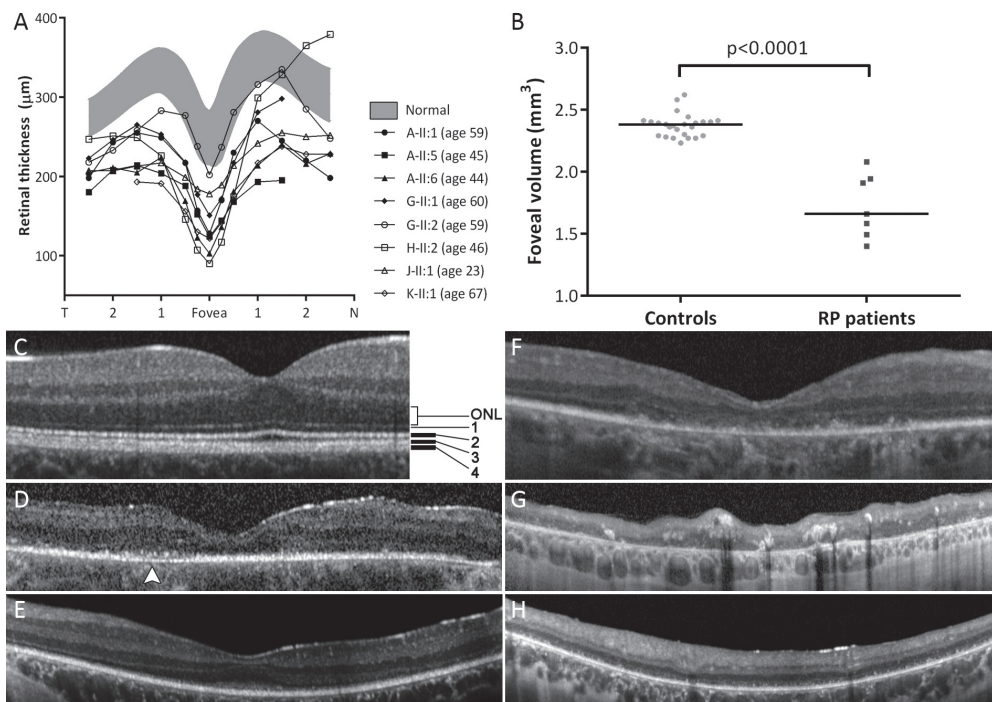 A
400
300
200
100
Retinal thickness (μm)
T 2 1 Fovea 1 2 N
Normal
A-II:1 (age 59)
A-II:5 (age 45)
A-II:6 (age 44)
G-II:1 (age 60)
G-II:2 (age 59)
H-II:2 (age 46)
J-II:1 (age 23)
K-II:1 (age 67)
B
p<0.0001
3.0
2.5
2.0
1.5
1.0
Foveal volume (mm³)
Controls RP patients
C
ONL
1
2
3
4
D
E
F
G
H